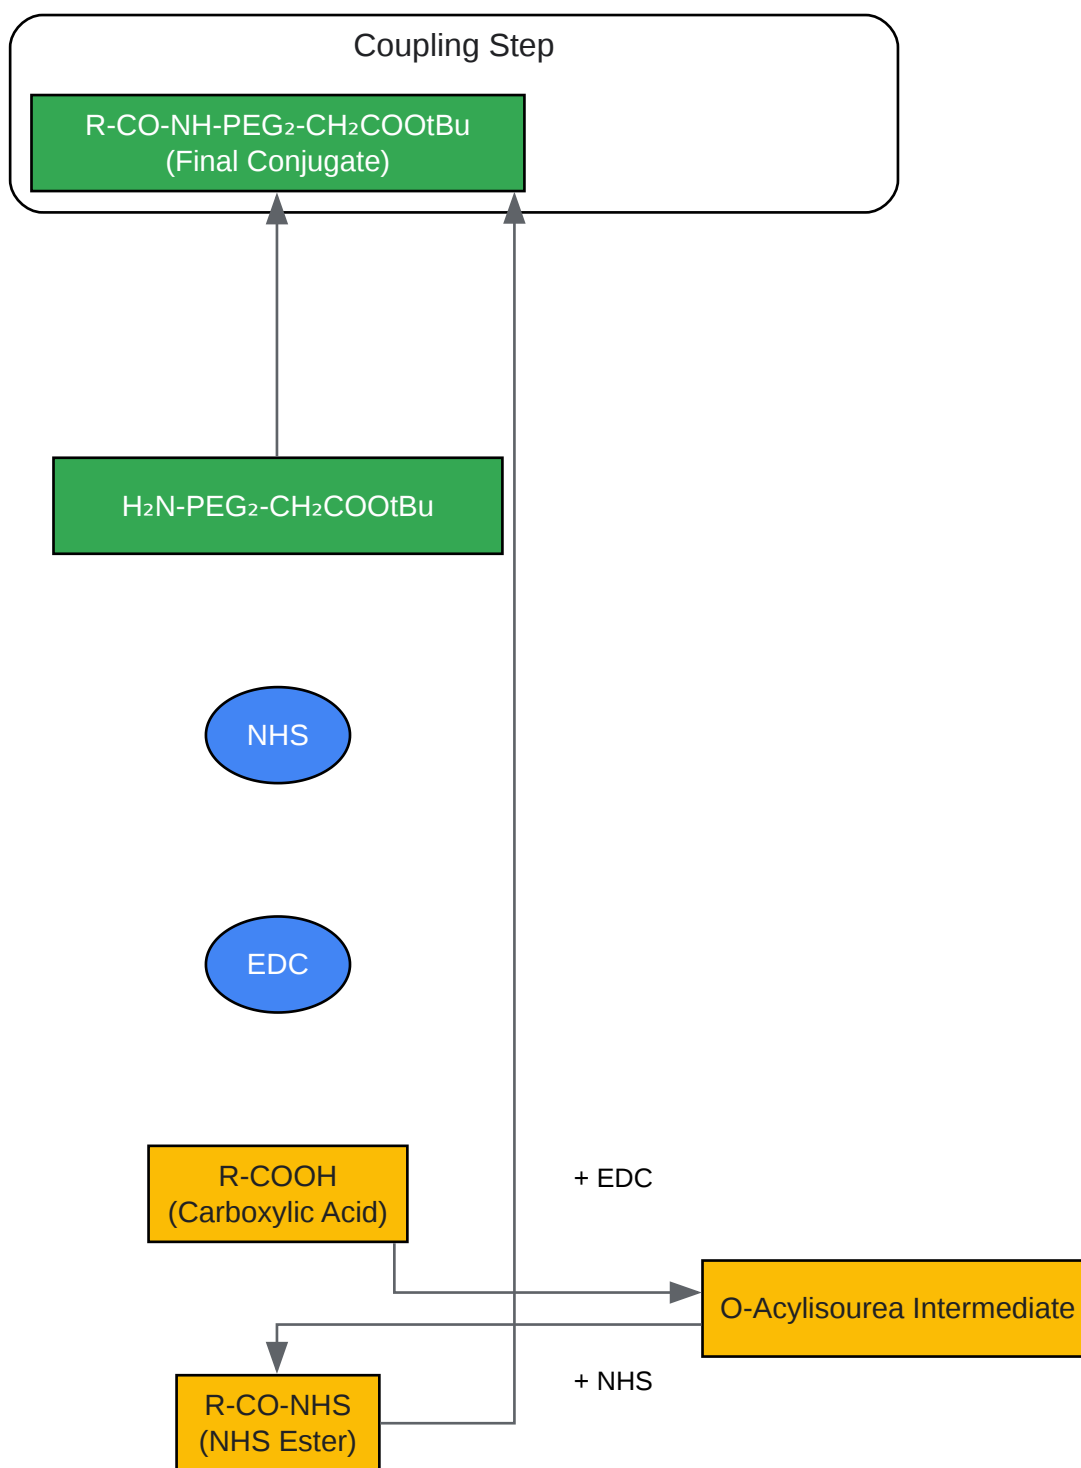 Coupling Step
R-CO-NH-PEG₂-CH₂COOtBu
(Final Conjugate)
H₂N-PEG₂-CH₂COOtBu
NHS
EDC
R-COOH
(Carboxylic Acid)
+ EDC
O-Acylisourea Intermediate
+ NHS
R-CO-NHS
(NHS Ester)